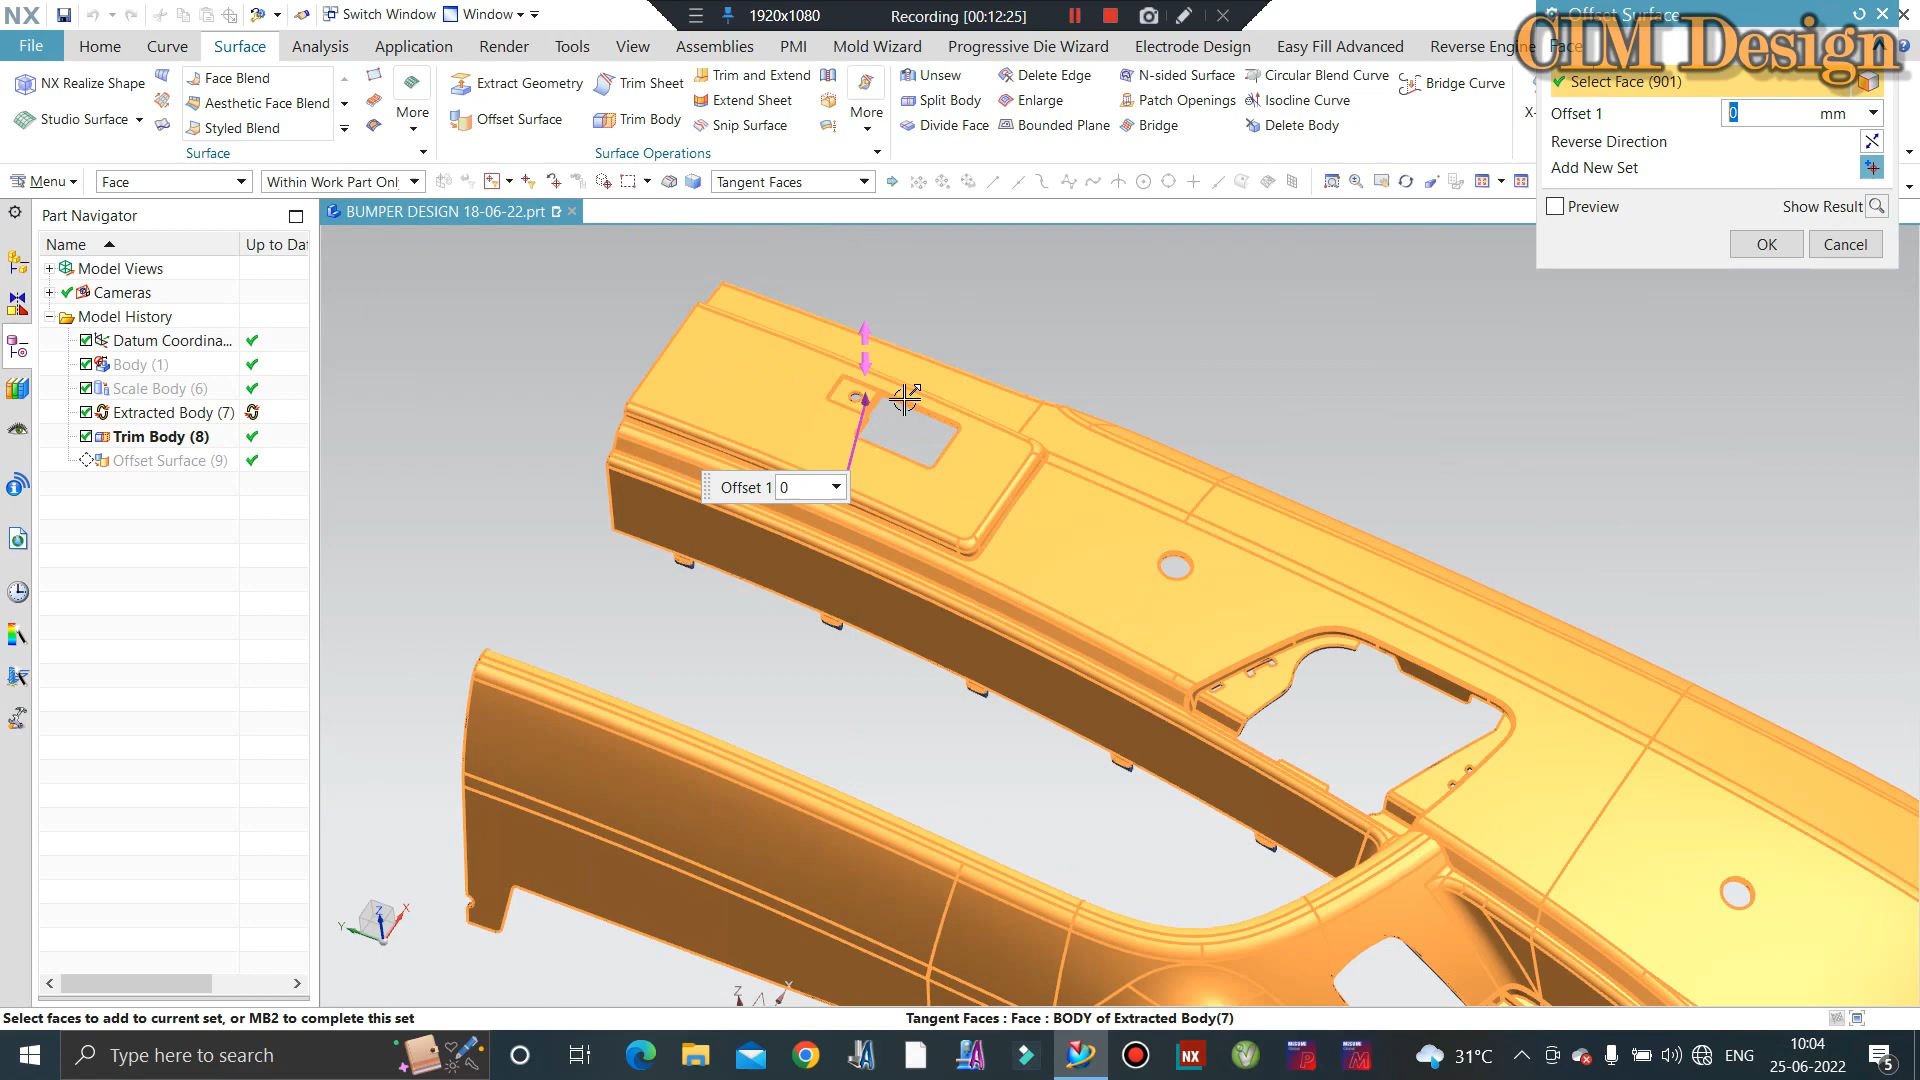 NX
Switch Window
Window
1920x1080
Recording [00:12:25]
Offset Surface
CIM Design
File
Home
Curve
Surface
Analysis
Application
Render
Tools
View
Assemblies
PMI
Mold Wizard
Progressive Die Wizard
Electrode Design
Easy Fill Advanced
Reverse Engine
Face
NX Realize Shape
Studio Surface
Face Blend
Aesthetic Face Blend
Styled Blend
More
Surface
Extract Geometry
Offset Surface
Trim Sheet
Trim Body
Trim and Extend
Extend Sheet
Snip Surface
More
Surface Operations
Unsew
Split Body
Divide Face
Delete Edge
Enlarge
Bounded Plane
N-sided Surface
Patch Openings
Bridge
Circular Blend Curve
Isocline Curve
Delete Body
Bridge Curve
X-
Select Face (901)
Offset 1
0
mm
Reverse Direction
Add New Set
Preview
Show Result
OK
Cancel
Menu
Face
Within Work Part Onl
Tangent Faces
Part Navigator
BUMPER DESIGN 18-06-22.prt
Name
Up to Dat
Model Views
Cameras
Model History
Datum Coordina...
Body (1)
Scale Body (6)
Extracted Body (7)
Trim Body (8)
Offset Surface (9)
Offset 1
0
Z
X
Y
Z
X
Select faces to add to current set, or MB2 to complete this set
Tangent Faces : Face : BODY of Extracted Body(7)
Type here to search
NX
P
M
31°C
ENG
10:04
25-06-2022
5